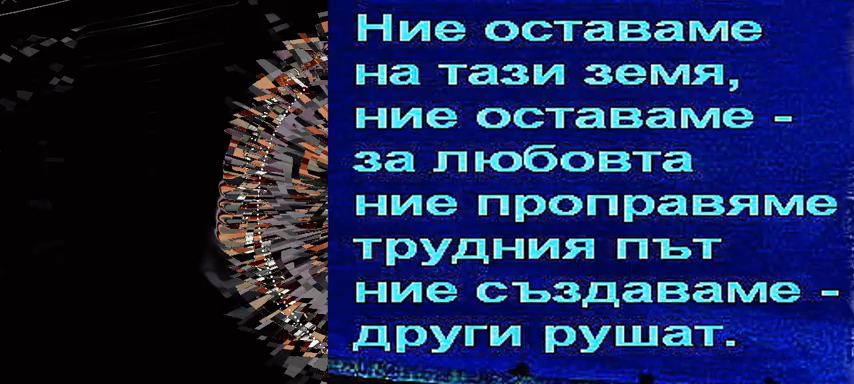 Ние оставаме
на тази земя,
ние оставаме -
за любовта
ние проправяме
трудния път
ние създаваме -
други рушат.